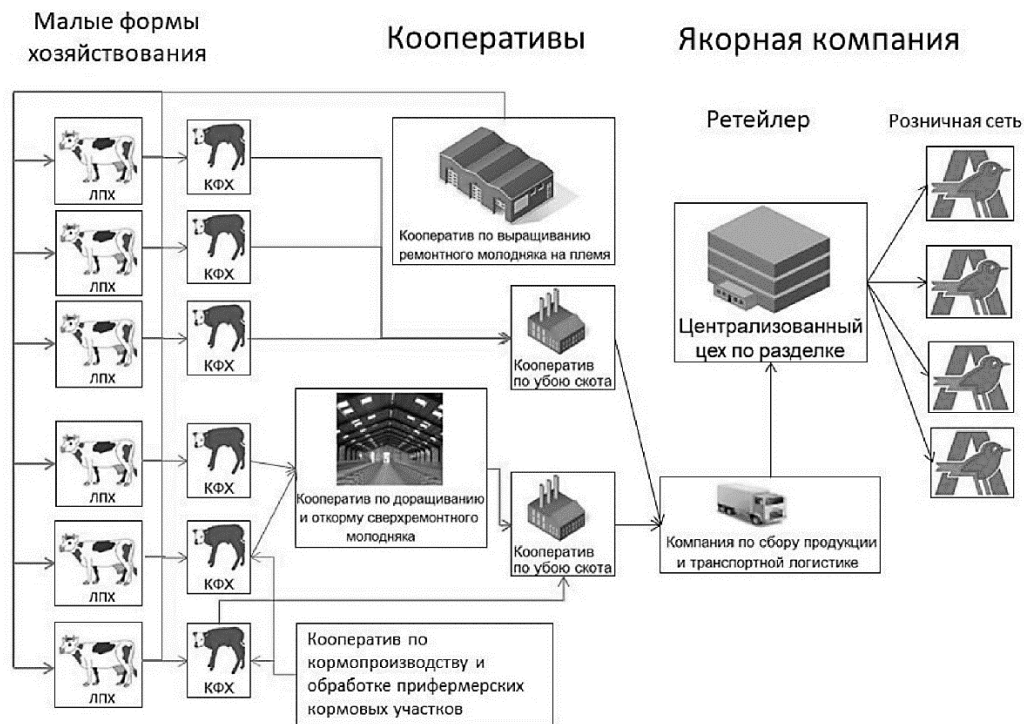 Малые формы
хозяйствования
Кооперативы
Якорная компания
Ретейлер
Розничная сеть
ЛПХ
КФХ
Кооператив по выращиванию
ремонтного молодняка на племя
ЛПХ
КФХ
ЛПХ
КФХ
Кооператив
по убою скота
Централизованный
цех по разделке
ЛПХ
КФХ
Кооператив по доращиванию
и откорму сверхремонтного
молодняка
ЛПХ
КФХ
Кооператив
по убою скота
Компания по сбору продукции
и транспортной логистике
ЛПХ
КФХ
Кооператив по
кормопроизводству и
обработке прифермерских
кормовых участков